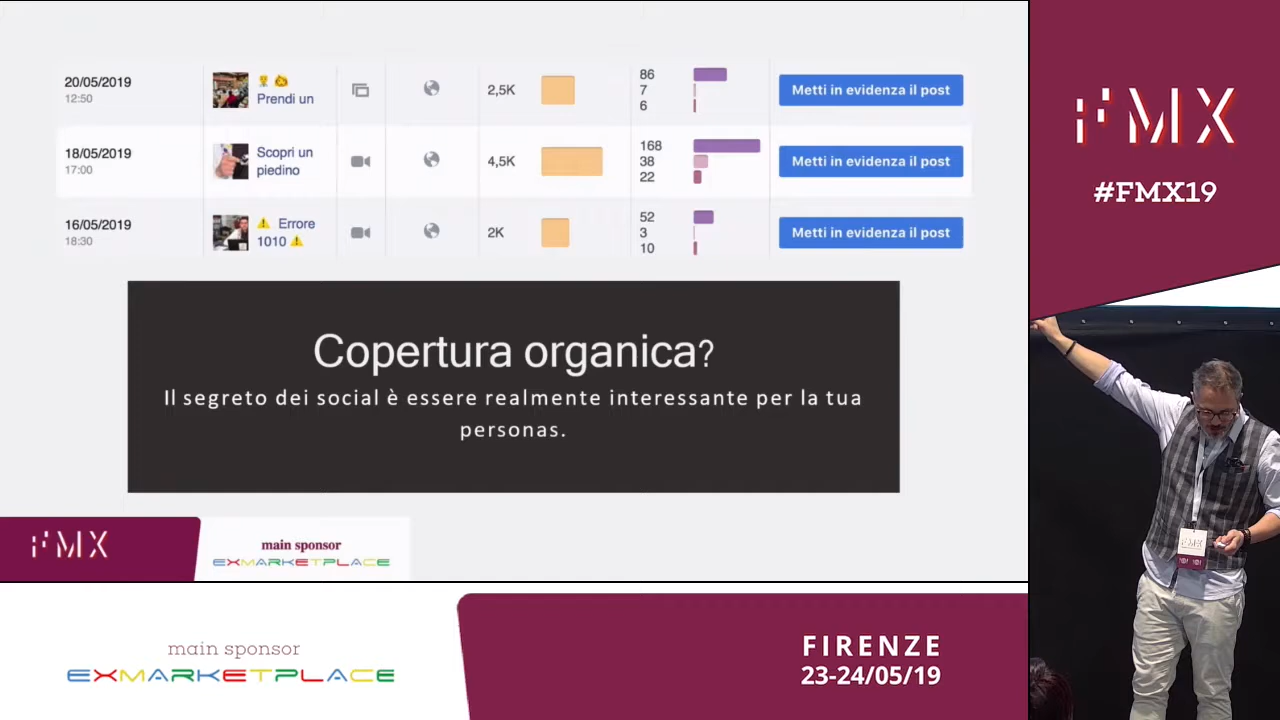 20/05/2019
12:50
Prendi un
2,5K
86
7
6
Metti in evidenza il post
18/05/2019
17:00
Scopri un
piedino
4,5K
168
38
22
Metti in evidenza il post
16/05/2019
18:30
Errore
1010
2K
52
3
10
Metti in evidenza il post
Copertura organica?
Il segreto dei social è essere realmente interessante per la tua
personas.
FMX
main sponsor
EXMARKETPLACE
main sponsor
EXMARKETPLACE
FIRENZE
23-24/05/19
FMX
#FMX19
FMX